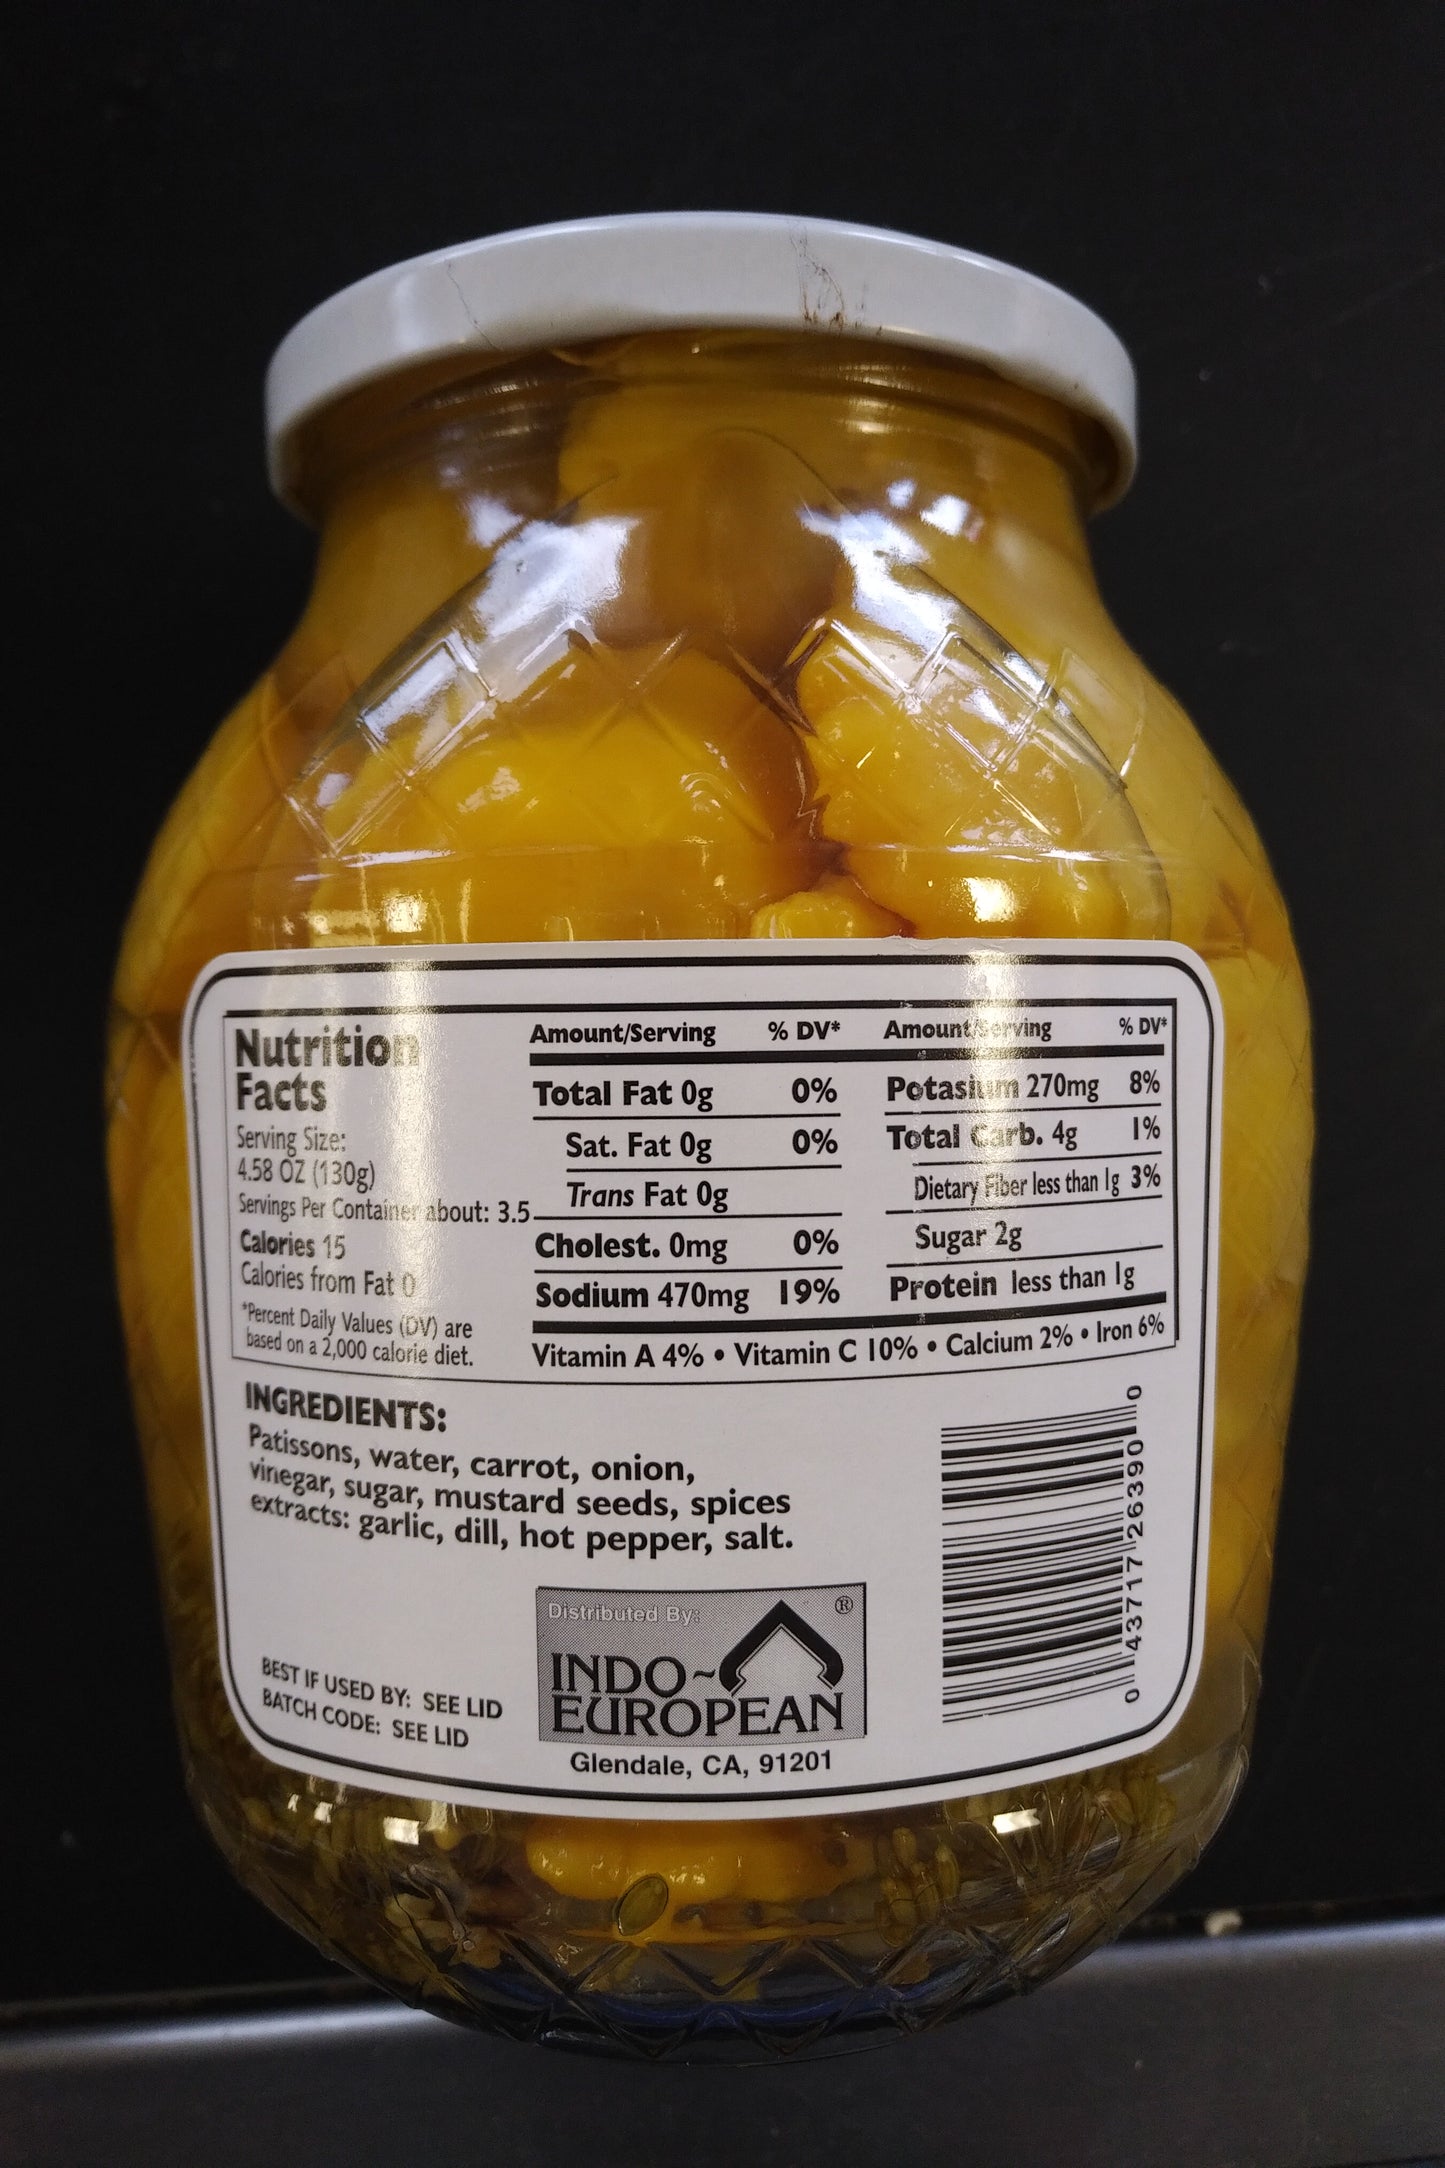 Nutrition
Facts
Serving Size:
4.58 OZ (130g)
Servings Per Container about: 3.5
Calories 15
Calories from Fat 0
*Percent Daily Values (DV) are
based on a 2,000 calorie diet.
Amount/Serving % DV*
Total Fat 0g 0%
Sat. Fat 0g 0%
Trans Fat 0g
Cholest. 0mg 0%
Sodium 470mg 19%
Amount/Serving % DV*
Potasium 270mg 8%
Total Carb. 4g 1%
Dietary Fiber less than 1g 3%
Sugar 2g
Protein less than 1g
Vitamin A 4% • Vitamin C 10% • Calcium 2% • Iron 6%
INGREDIENTS:
Patissons, water, carrot, onion,
vinegar, sugar, mustard seeds, spices
extracts: garlic, dill, hot pepper, salt.
BEST IF USED BY: SEE LID
BATCH CODE: SEE LID
Distributed By: ®
INDO~
EUROPEAN
Glendale, CA, 91201
0 43717 26390 0